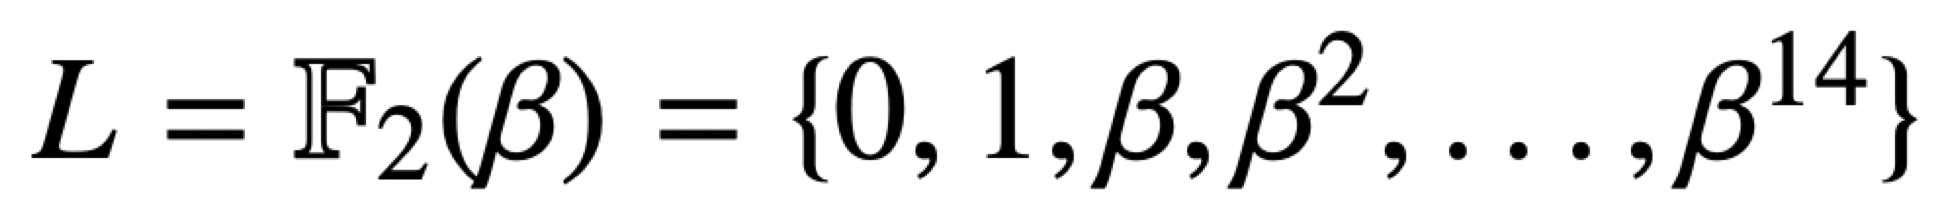 L = 𝔽₂(β) = {0, 1, β, β², . . . , β¹⁴}